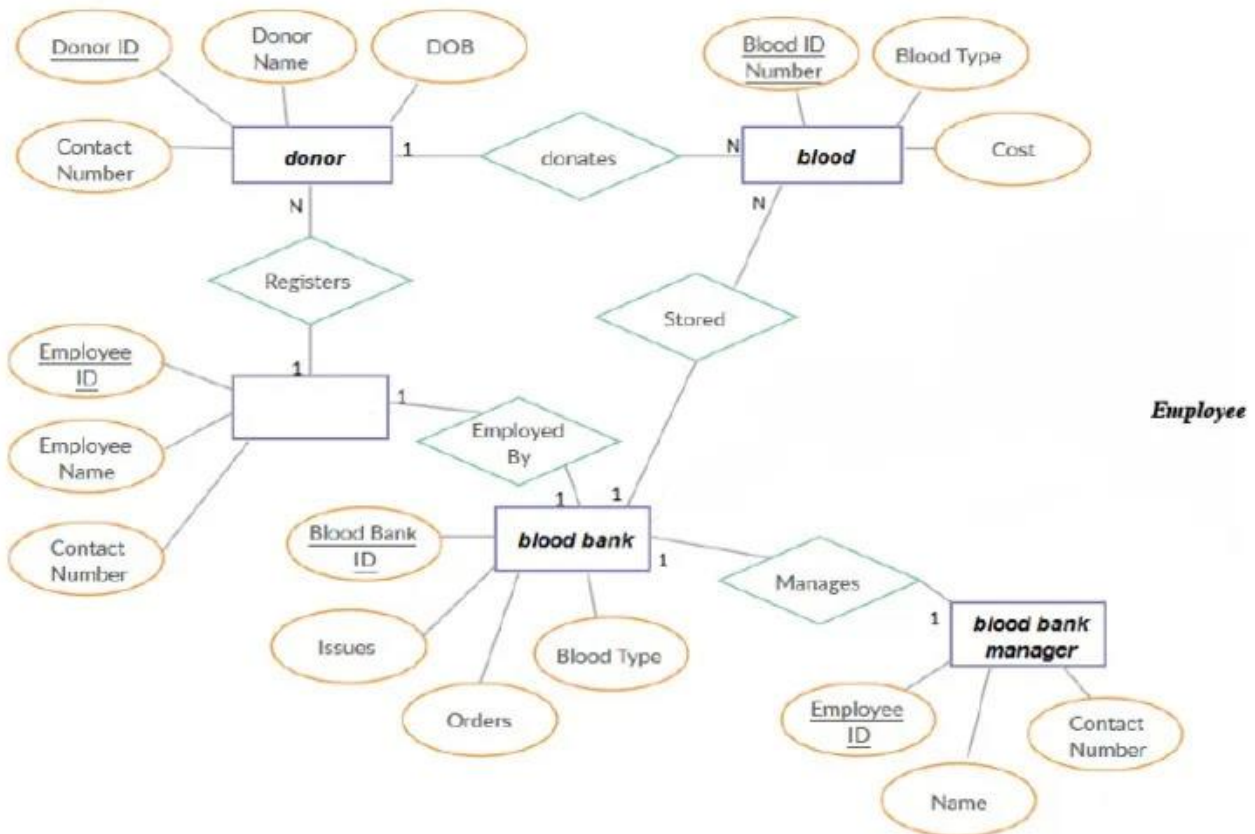 Donor ID
Donor
Name
DOB
Blood ID
Number
Blood Type
Contact
Number
donor
1
donates
N
blood
Cost
N
N
Registers
Stored
Employee
ID
1
1
Employee
Employee
Name
Employed
By
Contact
Number
1
1
Blood Bank
ID
blood bank
1
Manages
Issues
Blood Type
1
blood bank
manager
Orders
Employee
ID
Contact
Number
Name